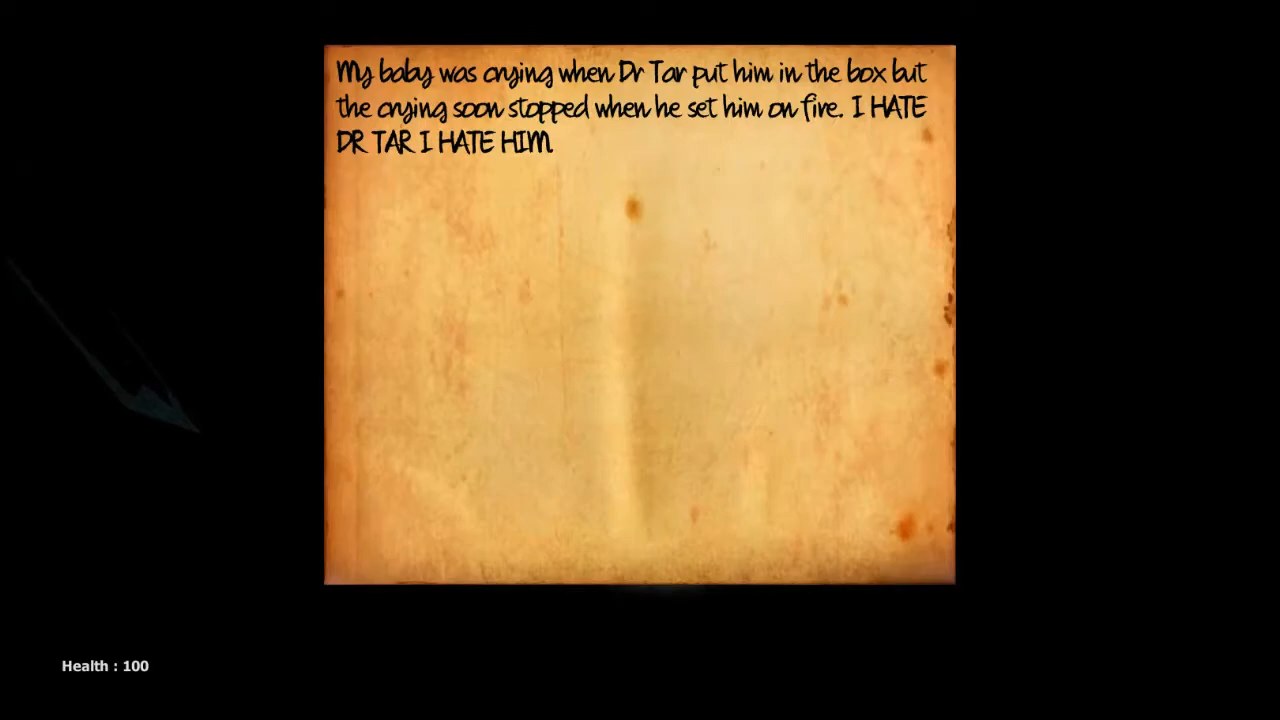 My baby was crying when Dr Tar put him in the box but
the crying soon stopped when he set him on fire. I HATE
DR TAR I HATE HIM.
Health : 100